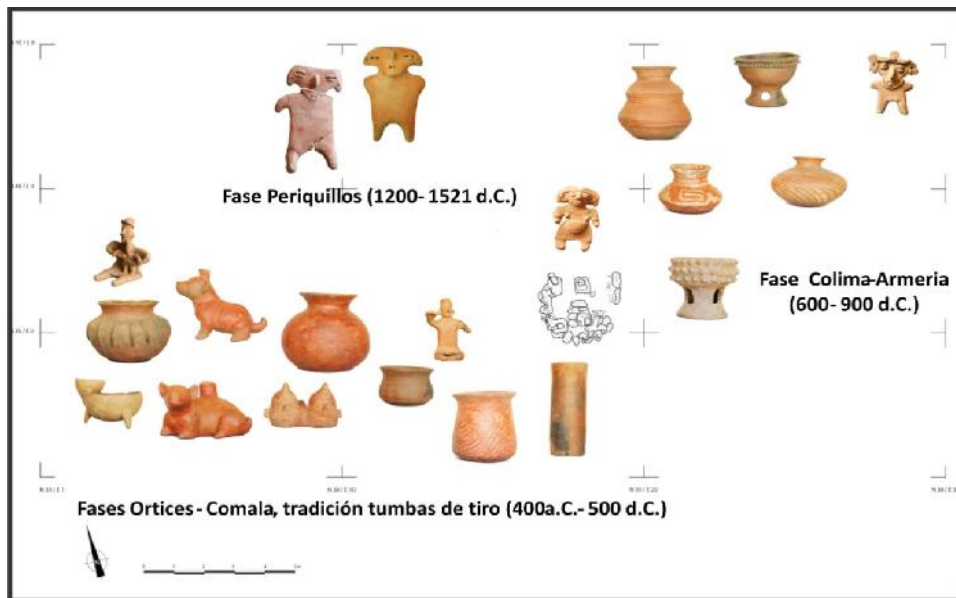 Fase Periquillos (1200- 1521 d.C.)
Fase Colima-Armeria
(600- 900 d.C.)
Fases Ortices - Comala, tradición tumbas de tiro (400a.C.- 500 d.C.)